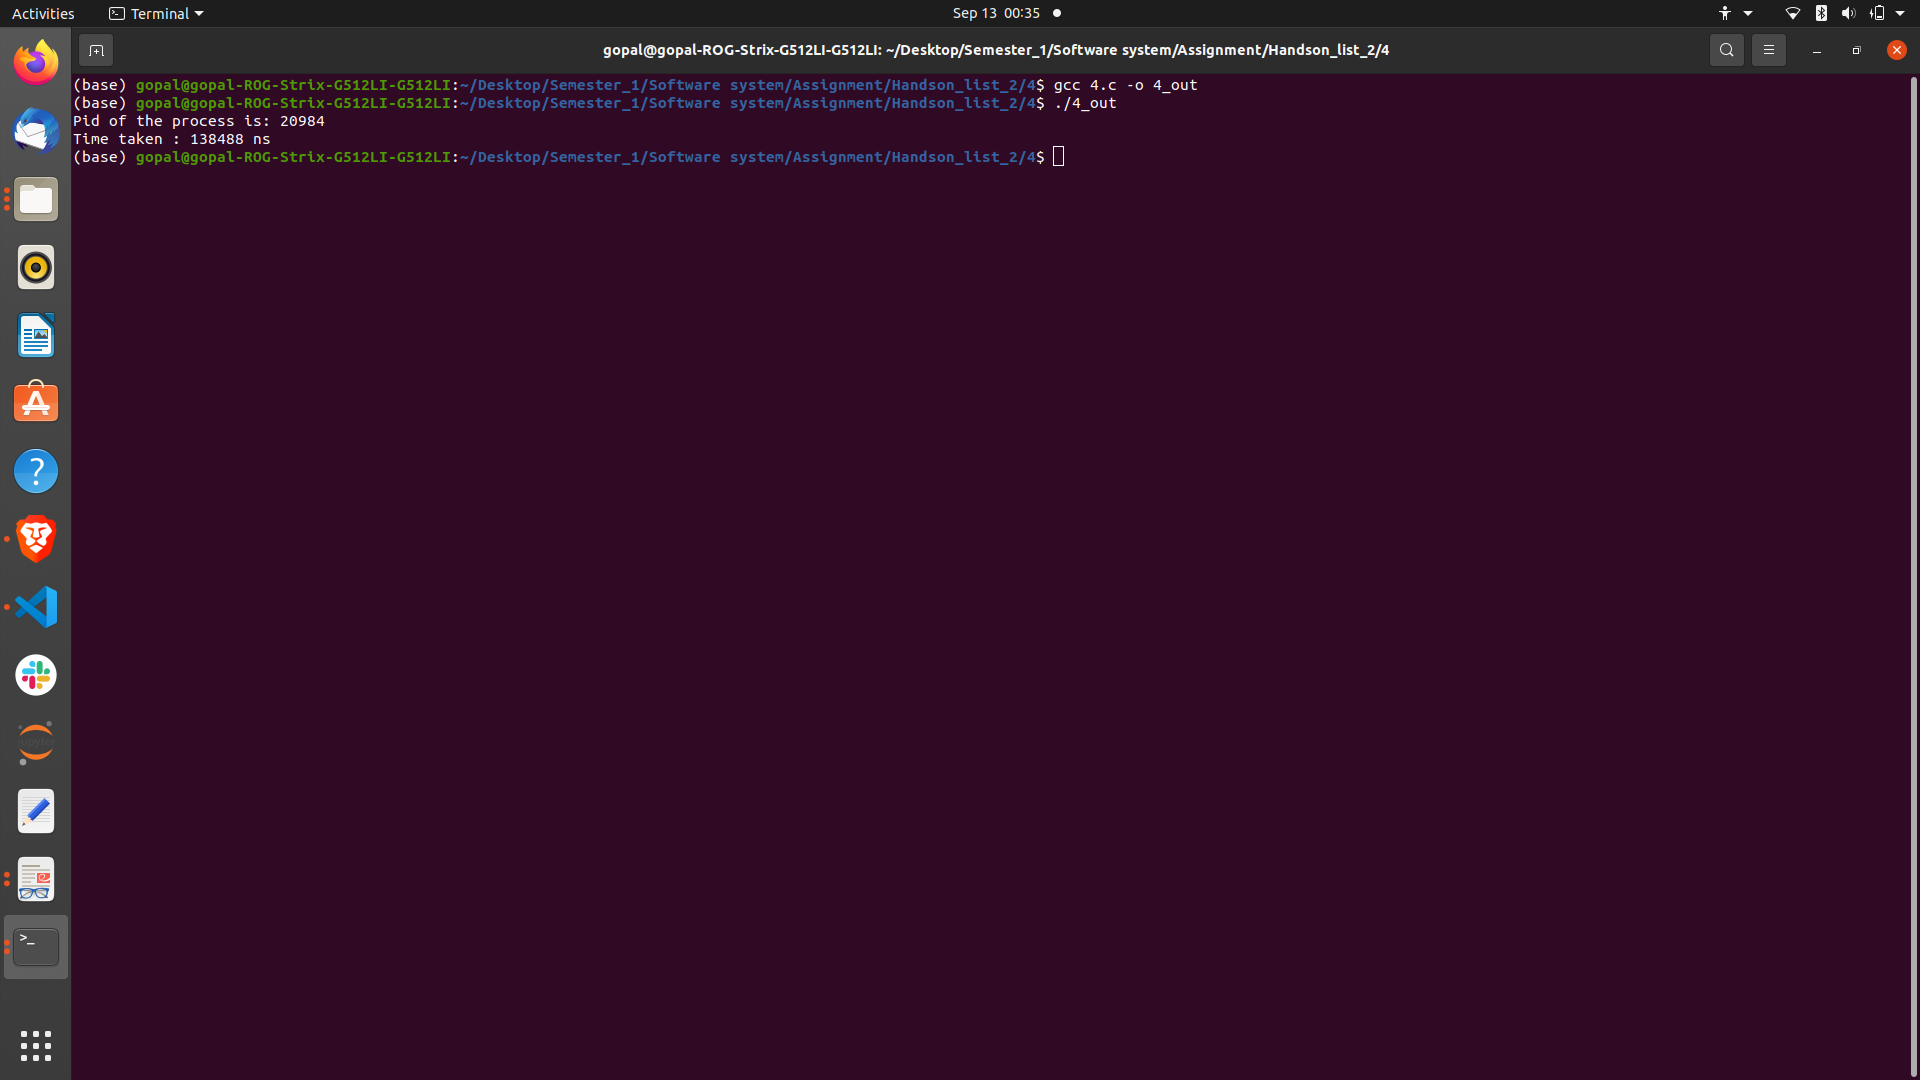 Activities
Terminal
Sep 13 00:35
gopal@gopal-ROG-Strix-G512LI-G512LI: ~/Desktop/Semester_1/Software system/Assignment/Handson_list_2/4
(base) gopal@gopal-ROG-Strix-G512LI-G512LI:~/Desktop/Semester_1/Software system/Assignment/Handson_list_2/4$ gcc 4.c -o 4_out
(base) gopal@gopal-ROG-Strix-G512LI-G512LI:~/Desktop/Semester_1/Software system/Assignment/Handson_list_2/4$ ./4_out
Pid of the process is: 20984
Time taken : 138488 ns
(base) gopal@gopal-ROG-Strix-G512LI-G512LI:~/Desktop/Semester_1/Software system/Assignment/Handson_list_2/4$